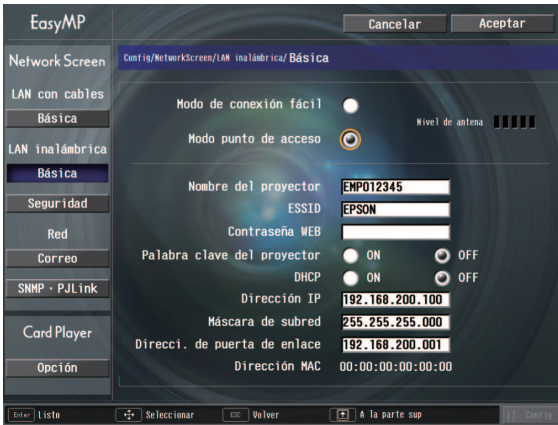 EasyMP
Cancelar
Aceptar
Network Screen
LAN con cables
Básica
LAN inalámbrica
Básica
Seguridad
Red
Correo
SNMP · PJLink
Card Player
Opción
Config/NetworkScreen/LAN inalámbrica/Básica
Modo de conexión fácil
Nivel de antena
Modo punto de acceso
Nombre del proyector EMP012345
ESSID EPSON
Contraseña WEB
Palabra clave del proyector ON OFF
DHCP ON OFF
Dirección IP 192.168.200.100
Máscara de subred 255.255.255.000
Direcci. de puerta de enlace 192.168.200.001
Dirección MAC 00:00:00:00:00:00
Enter Listo Seleccionar ESC Volver A la parte sup Config